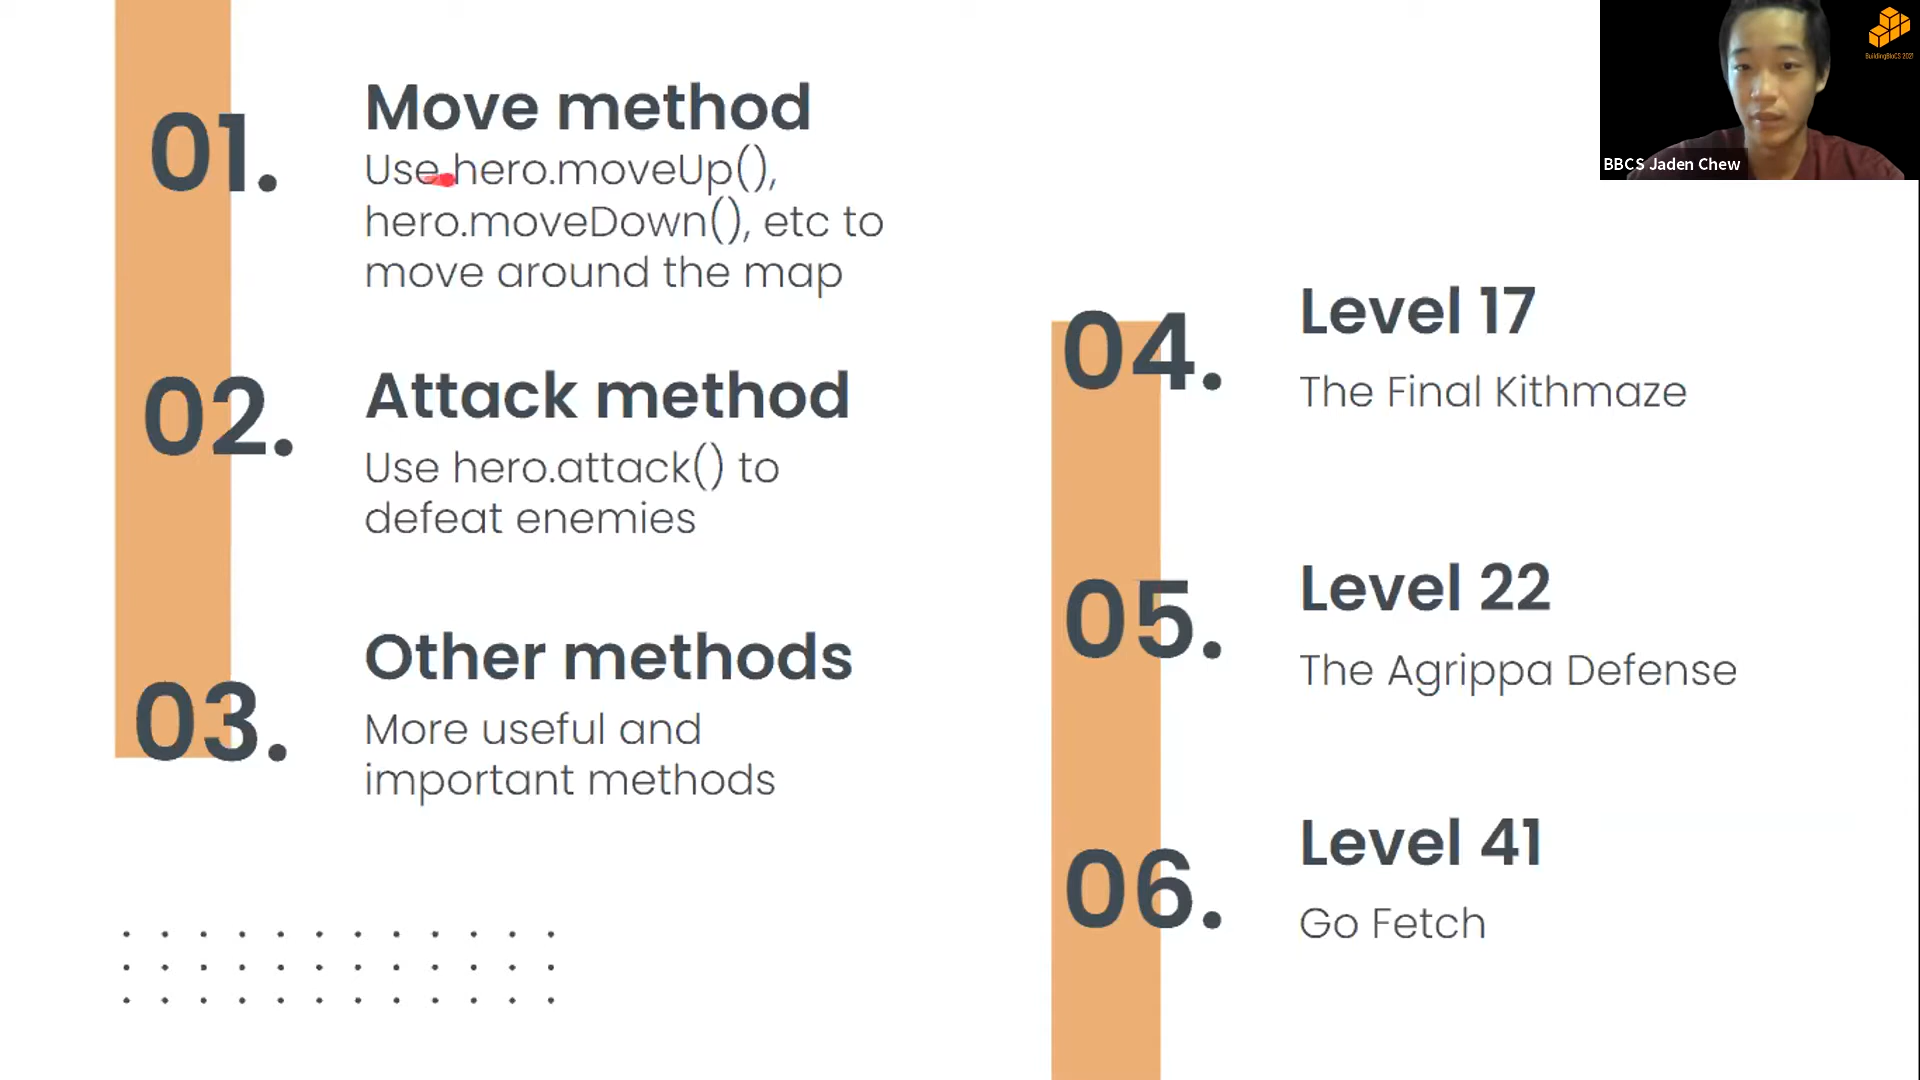 01.
Move method
Use hero.moveUp(),
hero.moveDown(), etc to
move around the map
02.
Attack method
Use hero.attack() to
defeat enemies
03.
Other methods
More useful and
important methods
04.
Level 17
The Final Kithmaze
05.
Level 22
The Agrippa Defense
06.
Level 41
Go Fetch
BuildingBloCS 2021
BBCS Jaden Chew